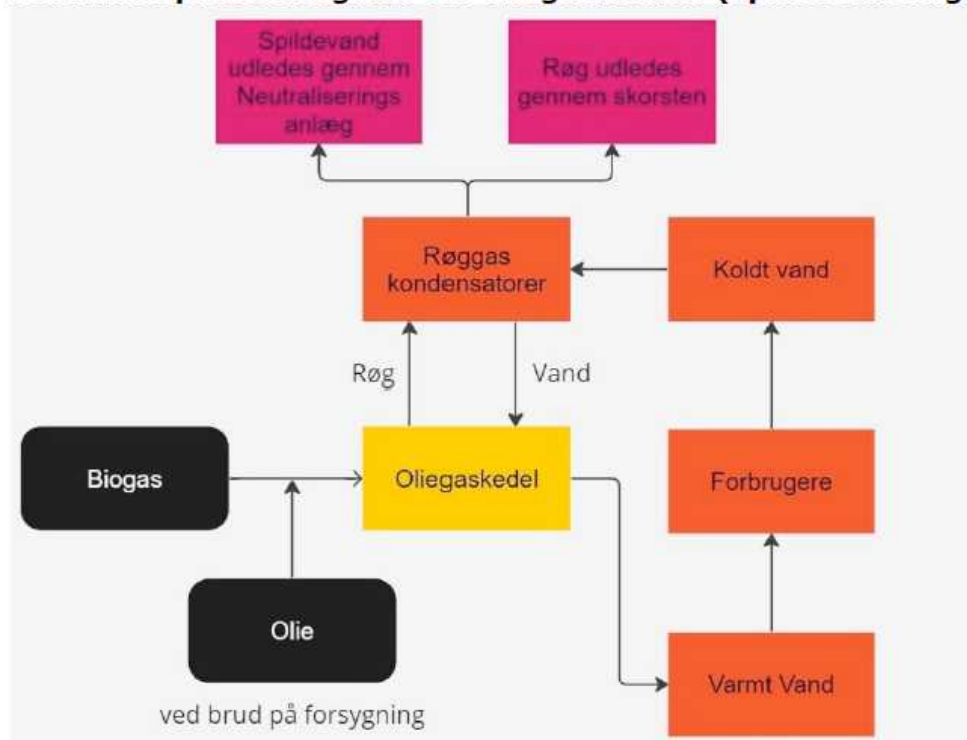 Spildevand
udledes gennem
Neutraliserings
anlæg
Røg udledes
gennem skorsten
Røggas
kondensatorer
Koldt vand
Røg
Vand
Biogas
Oliegaskedel
Forbrugere
Olie
Varmt Vand
ved brud på forsygning